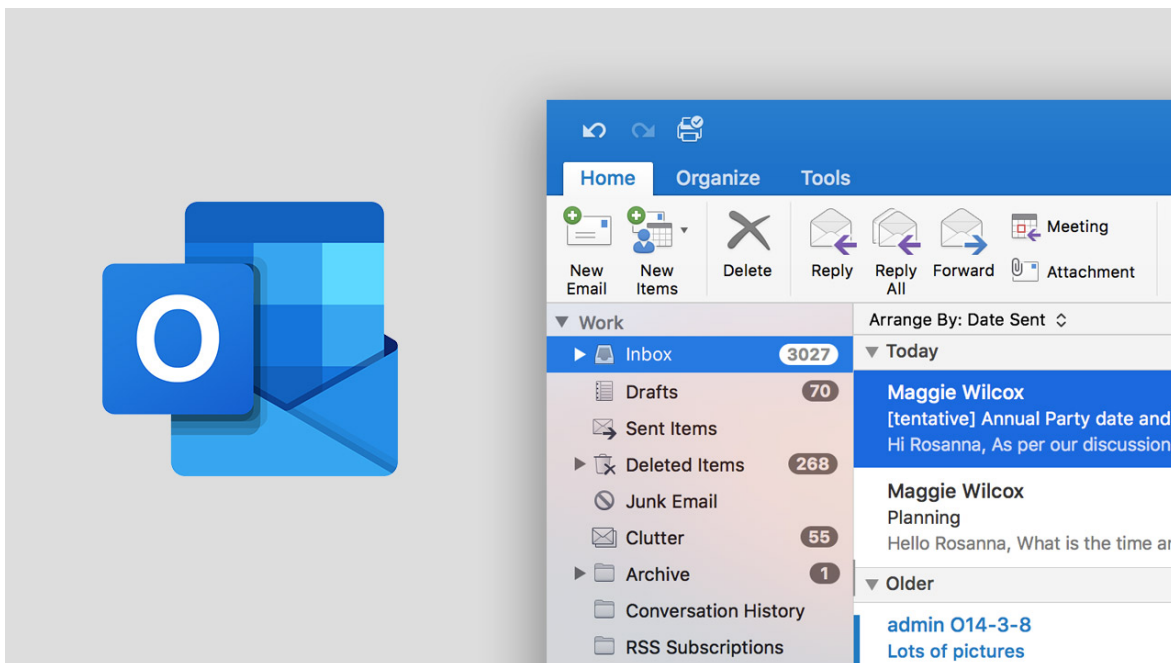 O
Home Organize Tools
New Email
New Items
Delete
Reply
Reply All
Forward
Meeting
Attachment
Work
Inbox 3027
Drafts 70
Sent Items
Deleted Items 268
Junk Email
Clutter 55
Archive 1
Conversation History
RSS Subscriptions
Arrange By: Date Sent
Today
Maggie Wilcox
[tentative] Annual Party date and
Hi Rosanna, As per our discussion
Maggie Wilcox
Planning
Hello Rosanna, What is the time
Older
admin O14-3-8
Lots of pictures